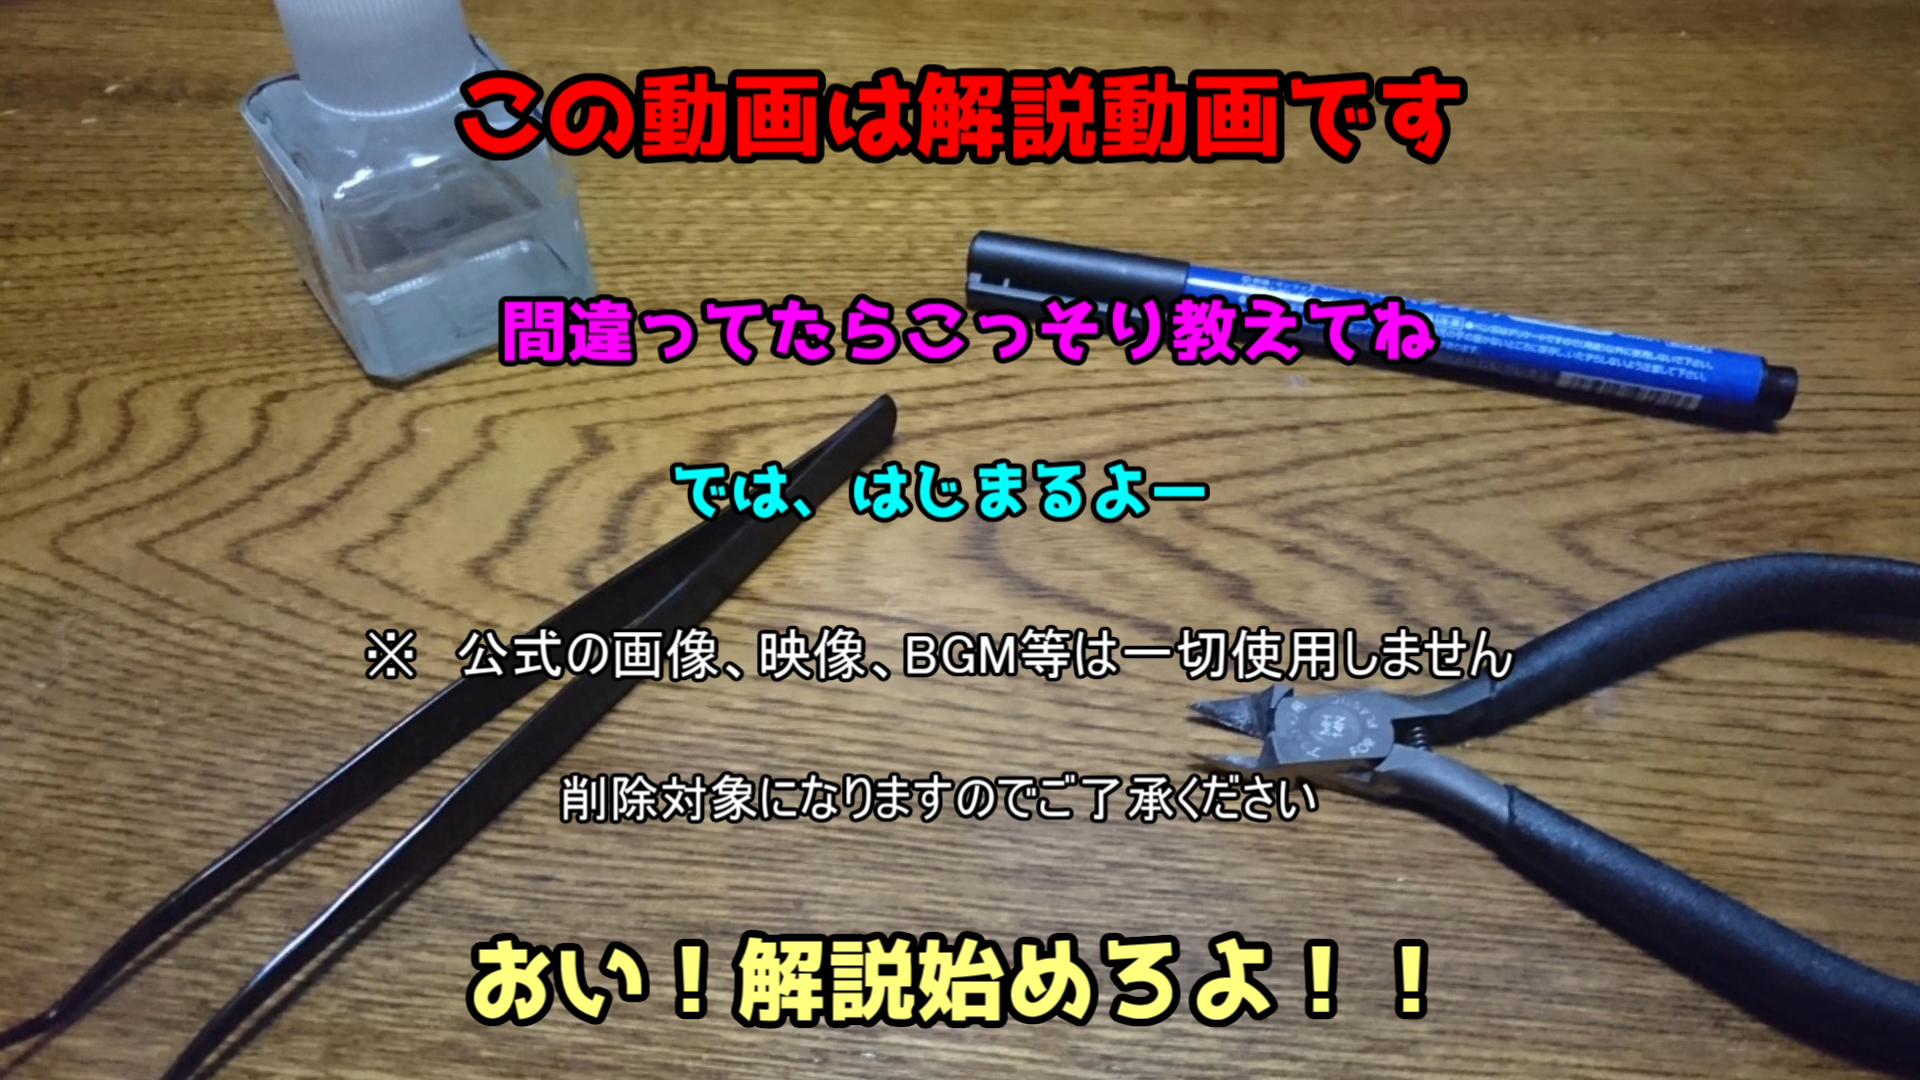 この動画は解説動画です
間違ってたらこっそり教えてね
では、はじまるよー
※ 公式の画像、映像、BGM等は一切使用しません
削除対象になりますのでご了承ください
おい！解説始めろよ！！
FOR PLASTIC
MH
14N